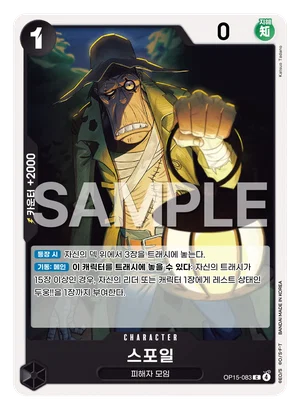 1
0
지혜
知
카운터 +2000
SAMPLE
등장 시 자신의 덱 위에서 3장을 트래시에 놓는다.
기동: 메인 이 캐릭터를 트래시에 놓을 수 있다: 자신의 트래시가
15장 이상인 경우, 자신의 리더 또는 캐릭터 1장에게 레스트 상태인
두웅!!을 1장까지 부여한다.
CHARACTER
스포일
피해자 모임
OP15-083
C
4
BANDAI MADE IN KOREA